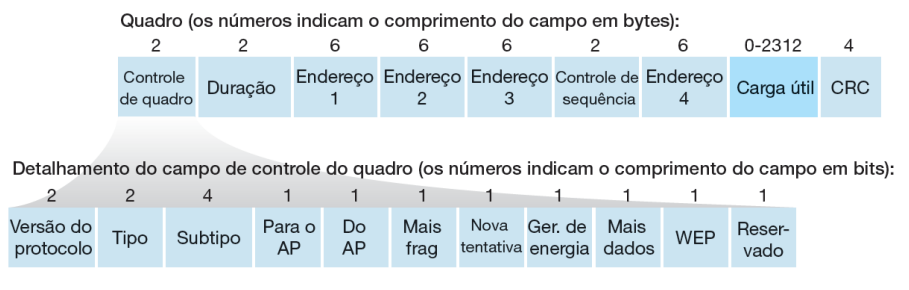 Quadro (os números indicam o comprimento do campo em bytes):
2 2 6 6 6 2 6 0-2312 4
Controle de quadro
Duração
Endereço 1
Endereço 2
Endereço 3
Controle de sequência
Endereço 4
Carga útil
CRC
Detalhamento do campo de controle do quadro (os números indicam o comprimento do campo em bits):
2 2 4 1 1 1 1 1 1 1 1
Versão do protocolo
Tipo
Subtipo
Para o AP
Do AP
Mais frag
Nova tentativa
Ger. de energia
Mais dados
WEP
Reser-
vado